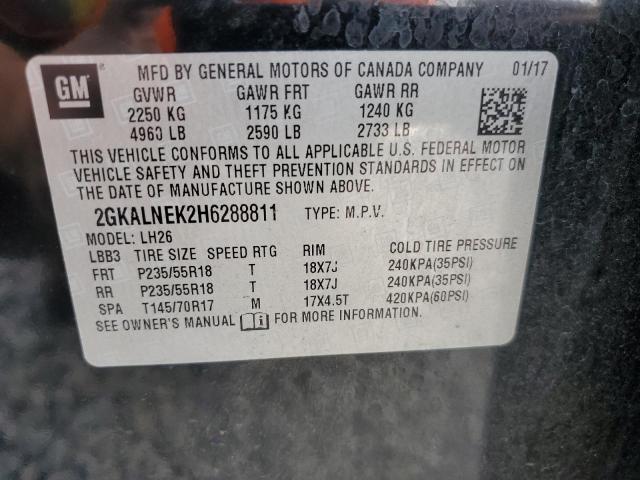 GM
MFD BY GENERAL MOTORS OF CANADA COMPANY 01/17
GVWR GAWR FRT GAWR RR
2250 KG 1175 KG 1240 KG
4960 LB 2590 LB 2733 LB
THIS VEHICLE CONFORMS TO ALL APPLICABLE U.S. FEDERAL MOTOR
VEHICLE SAFETY AND THEFT PREVENTION STANDARDS IN EFFECT ON
THE DATE OF MANUFACTURE SHOWN ABOVE.
2GKALNEK2H6288811 TYPE: M.P.V.
MODEL: LH26
LBB3 TIRE SIZE SPEED RTG RIM COLD TIRE PRESSURE
FRT P235/55R18 T 18X7J 240KPA(35PSI)
RR P235/55R18 T 18X7J 240KPA(35PSI)
SPA T145/70R17 M 17X4.5T 420KPA(60PSI)
SEE OWNER'S MANUAL FOR MORE INFORMATION.